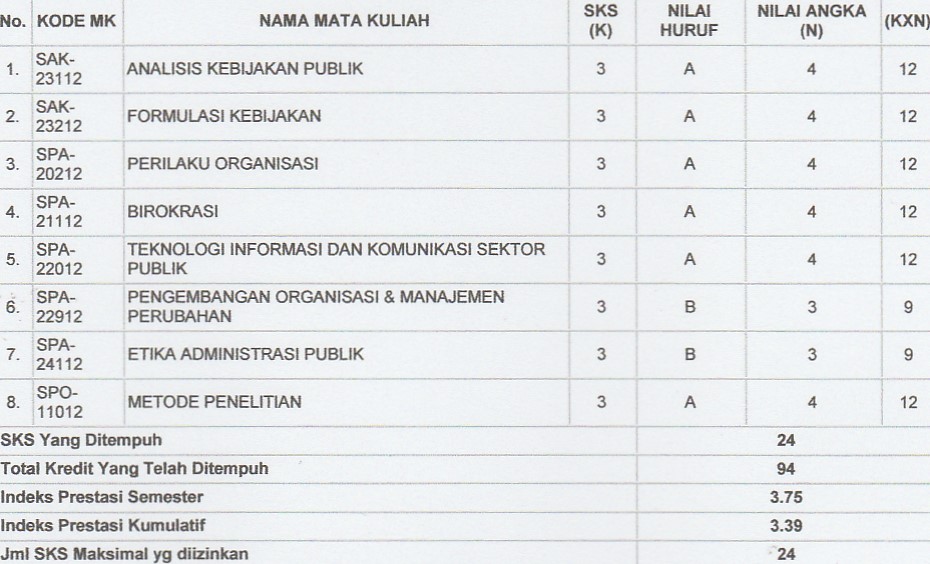 No. KODE MK NAMA MATA KULIAH SKS (K) NILAI HURUF NILAI ANGKA (N) (KXN)
1. SAK-23112 ANALISIS KEBIJAKAN PUBLIK 3 A 4 12
2. SAK-23212 FORMULASI KEBIJAKAN 3 A 4 12
3. SPA-20212 PERILAKU ORGANISASI 3 A 4 12
4. SPA-21112 BIROKRASI 3 A 4 12
5. SPA-22012 TEKNOLOGI INFORMASI DAN KOMUNIKASI SEKTOR PUBLIK 3 A 4 12
6. SPA-22912 PENGEMBANGAN ORGANISASI & MANAJEMEN PERUBAHAN 3 B 3 9
7. SPA-24112 ETIKA ADMINISTRASI PUBLIK 3 B 3 9
8. SPO-11012 METODE PENELITIAN 3 A 4 12
SKS Yang Ditempuh 24
Total Kredit Yang Telah Ditempuh 94
Indeks Prestasi Semester 3.75
Indeks Prestasi Kumulatif 3.39
Jml SKS Maksimal yg diizinkan 24